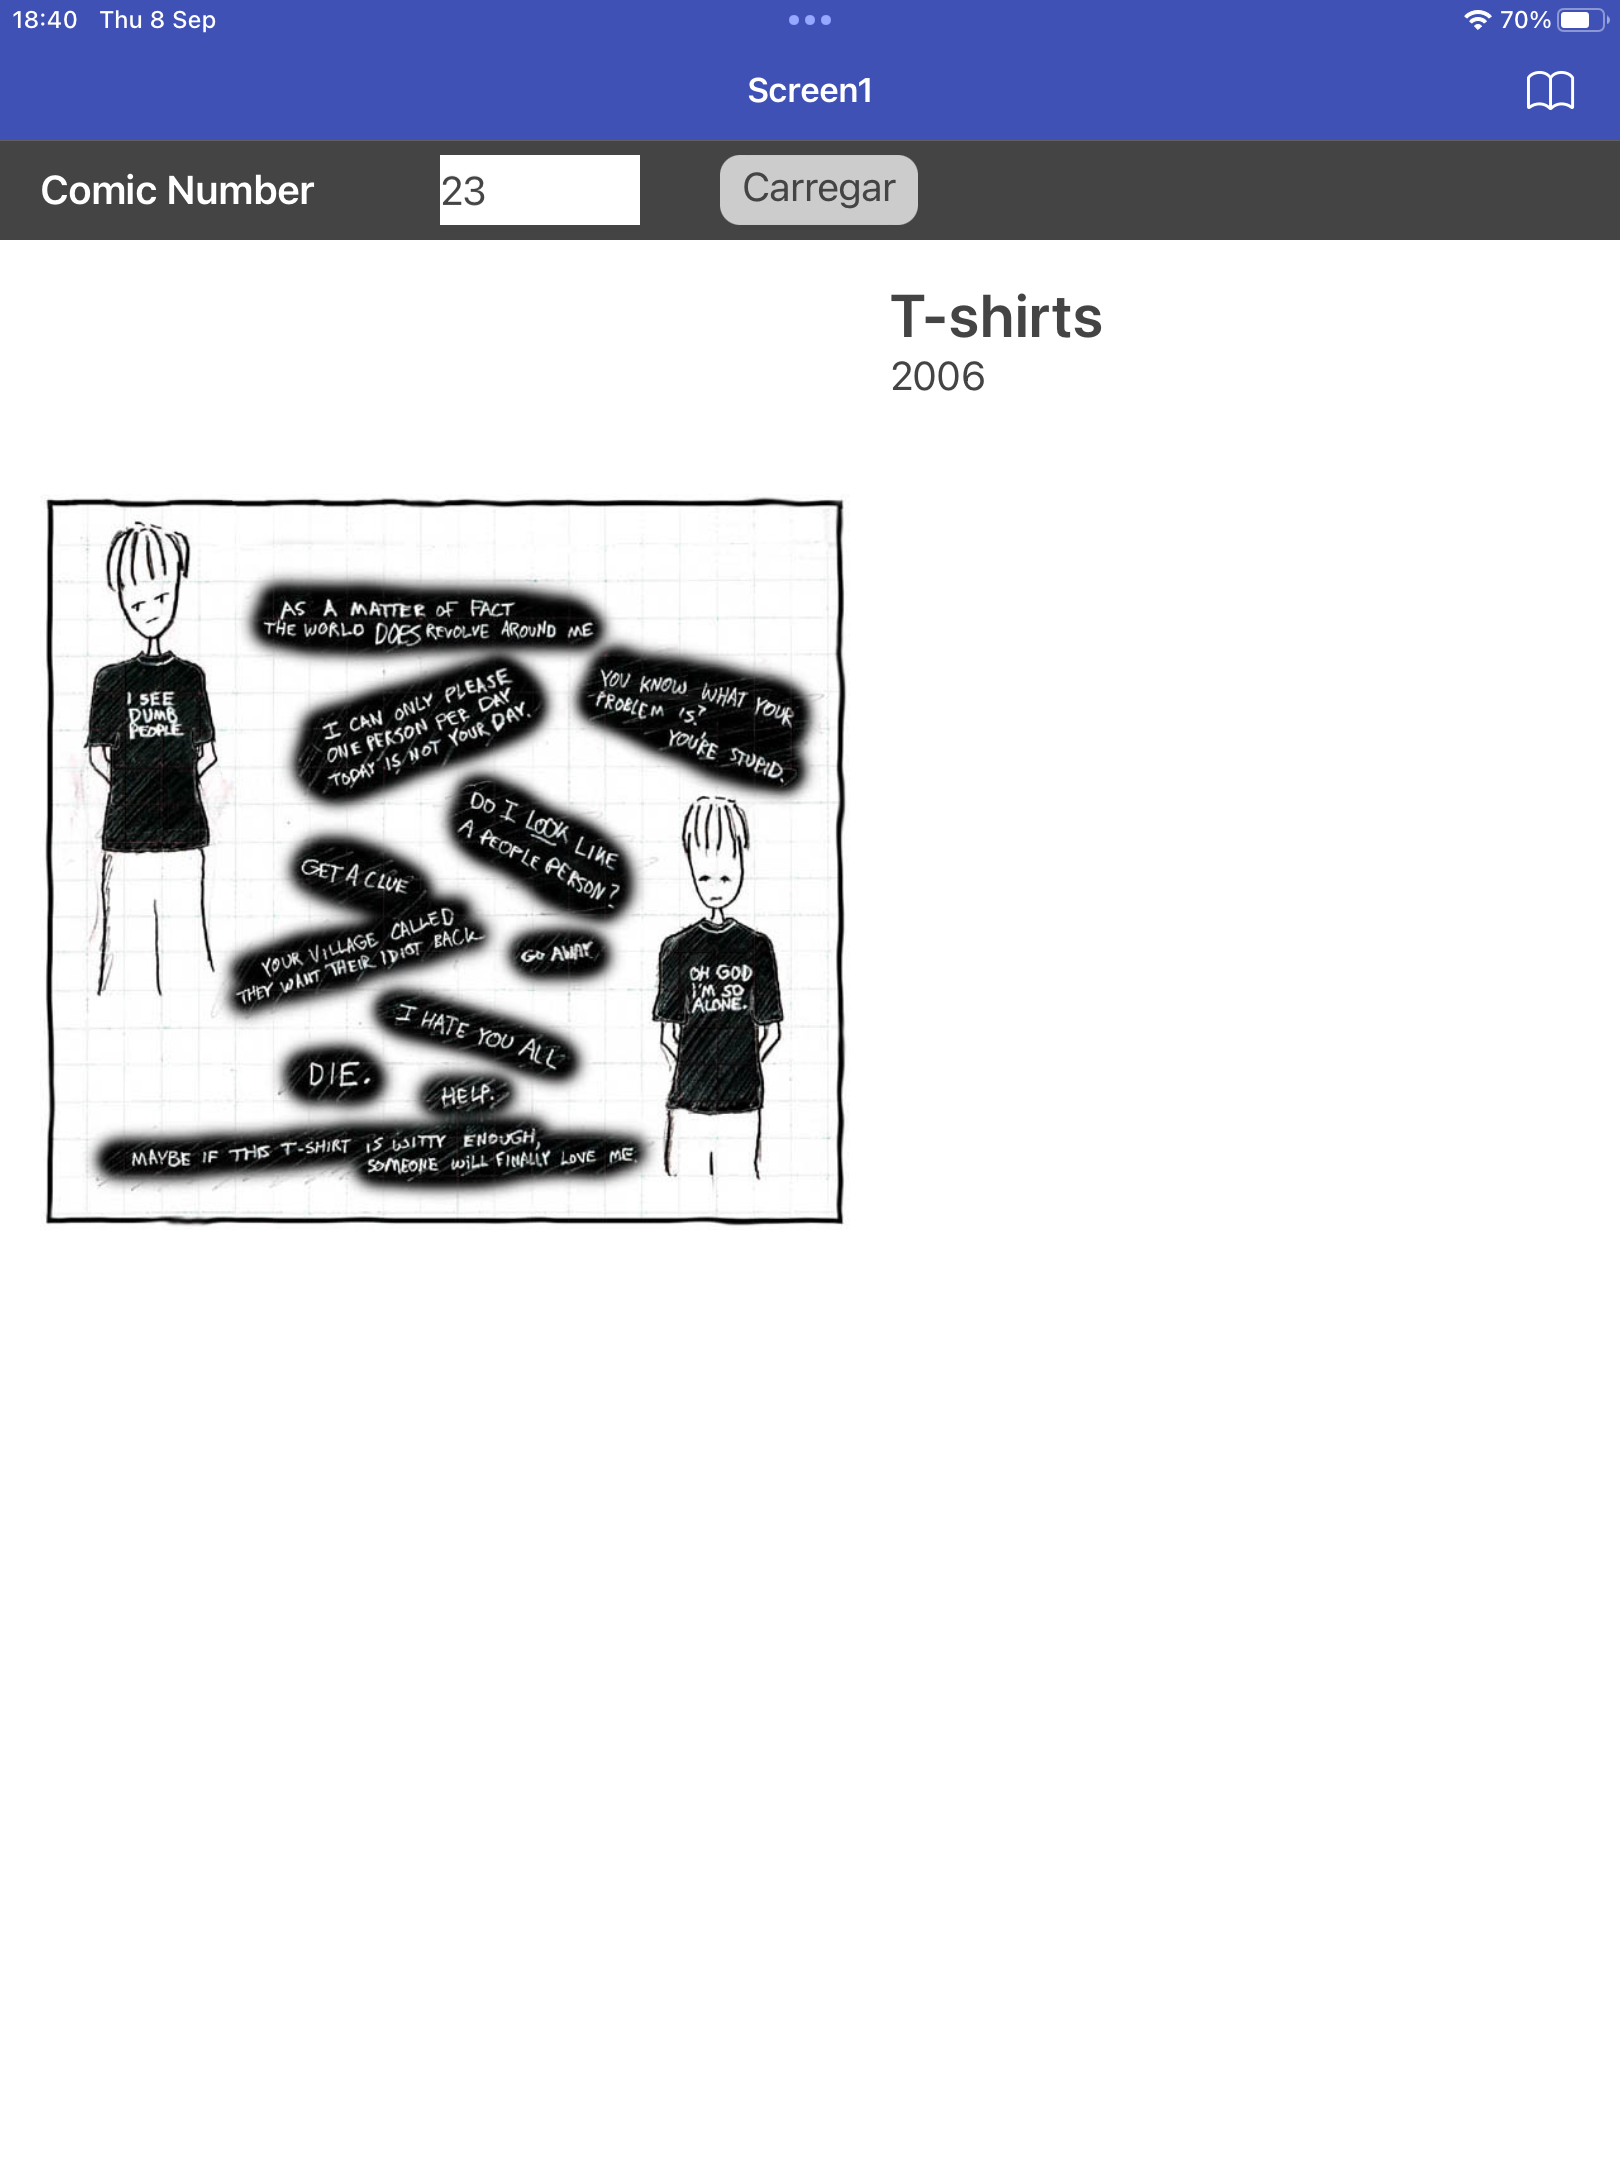 18:40 Thu 8 Sep
70%
Screen1
Comic Number
23
Carregar
T-shirts
2006
I SEE
DUMB
PEOPLE
AS A MATTER OF FACT
THE WORLD DOES REVOLVE AROUND ME
I CAN ONLY PLEASE
ONE PERSON PER DAY
TODAY IS NOT YOUR DAY.
YOU KNOW WHAT YOUR
PROBLEM IS?
YOU'RE STUPID.
DO I LOOK LIKE
A PEOPLE PERSON?
GET A CLUE
YOUR VILLAGE CALLED
THEY WANT THEIR IDIOT BACK
GO AWAY
OH GOD
I'M SO
ALONE.
I HATE YOU ALL
DIE.
HELP.
MAYBE IF THIS T-SHIRT IS WITTY ENOUGH,
SOMEONE WILL FINALLY LOVE ME.